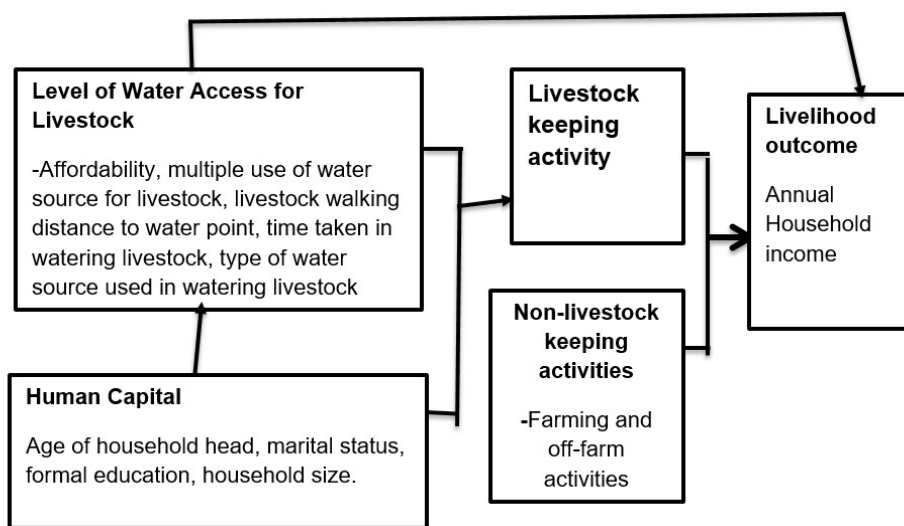 Level of Water Access for
Livestock
-Affordability, multiple use of water
source for livestock, livestock walking
distance to water point, time taken in
watering livestock, type of water
source used in watering livestock
Human Capital
Age of household head, marital status,
formal education, household size.
Livestock
keeping
activity
Non-livestock
keeping
activities
-Farming and
off-farm
activities
Livelihood
outcome
Annual
Household
income